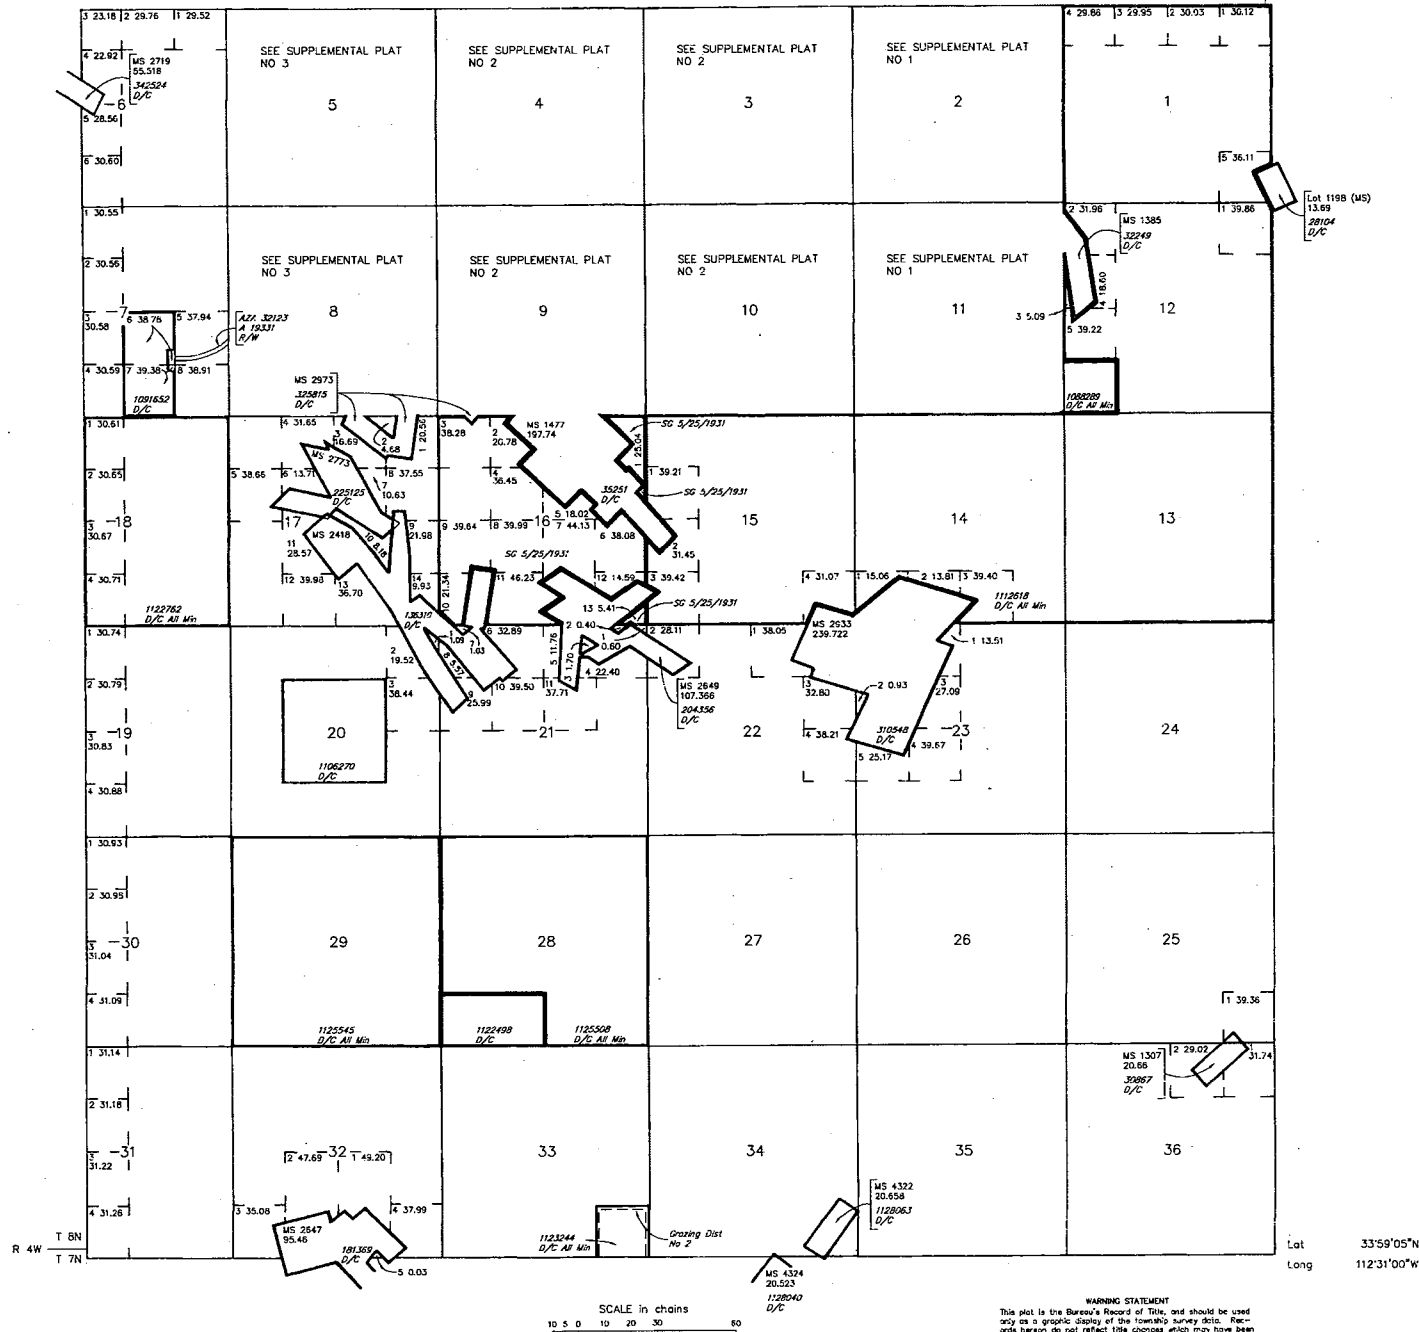 3 23.18
2 29.76
1 29.52
4 22.92
MS 2719
55.518
342524
D/C
6
5 28.56
6 30.60
SEE SUPPLEMENTAL PLAT
NO 3
5
SEE SUPPLEMENTAL PLAT
NO 2
4
SEE SUPPLEMENTAL PLAT
NO 2
3
SEE SUPPLEMENTAL PLAT
NO 1
2
4 29.86
3 29.95
2 30.03
1 30.12
1
5 36.11
Lot 119B (MS)
13.69
28104
D/C
1 30.55
2 30.56
7
3
30.58
6 38.76
5 37.94
AZA 32123
A 19331
R/W
4 30.59
7 39.38
8 38.91
1091652
D/C
SEE SUPPLEMENTAL PLAT
NO 3
8
SEE SUPPLEMENTAL PLAT
NO 2
9
SEE SUPPLEMENTAL PLAT
NO 2
10
SEE SUPPLEMENTAL PLAT
NO 1
11
2 31.96
1 39.86
MS 1385
32249
D/C
4 18.60
12
3 5.09
5 39.22
1088289
D/C All Min
MS 2973
325815
D/C
1 30.61
2 30.65
18
3
30.67
4 30.71
1122762
D/C All Min
4 31.65
3
16.69
2
4.68
1 20.56
MS 2773
5 38.66
6 13.71
8 37.55
7
10.63
225125
D/C
17
MS 2418
11
28.57
10 8.18
9
21.98
12 39.98
13
36.70
14
9.93
136310
D/C
3
38.28
2
20.78
MS 1477
197.74
SG 5/25/1931
1 25.04
4
36.45
1 39.21
35251
D/C
SG 5/25/1931
5 18.02
9 39.64
8 39.99
16
7 44.13
6 38.08
2
31.45
SG 5/25/1931
10 21.34
11 46.23
12 14.59
3 39.42
13 5.41
SG 5/25/1931
15
14
13
4 31.07
1 15.06
2 13.81
3 39.40
1112618
D/C All Min
MS 2933
239.722
1 13.51
1 30.74
2 30.79
19
3
30.83
4 30.88
2
19.52
3
38.44
20
1106270
D/C
1.09
7
1.03
8 5.57
9
25.99
6 32.89
10 39.50
5 11.76
2 0.40
1
0.60
3 1.70
4 22.40
11
37.71
21
2 28.11
1 38.05
MS 2649
107.366
204356
D/C
22
3
32.80
2 0.93
3
27.09
4 38.21
310548
D/C
23
4 39.67
5 25.17
24
1 30.93
2 30.98
30
3
31.04
4 31.09
29
1125545
D/C All Min
28
1122498
D/C
1125508
D/C All Min
27
26
25
1 39.36
1 31.14
2 31.18
31
3
31.22
4 31.26
2 47.69
32
1 49.20
3 35.08
4 37.99
MS 2647
95.46
181369
D/C
5 0.03
33
1123244
D/C All Min
Grazing Dist
No 2
34
MS 4322
20.658
1128063
D/C
MS 4324
20.523
1128040
D/C
35
MS 1307
20.66
30867
D/C
2 29.02
31.74
36
R 4W
T 8N
T 7N
Lat 33°59'05"N
Long 112°31'00"W
SCALE in chains
10 5 0 10 20 30 60
WARNING STATEMENT
This plat is the Bureau's Record of Title, and should be used
only as a graphic display of the township survey data. Rec-
ords hereon do not reflect title changes which may have been